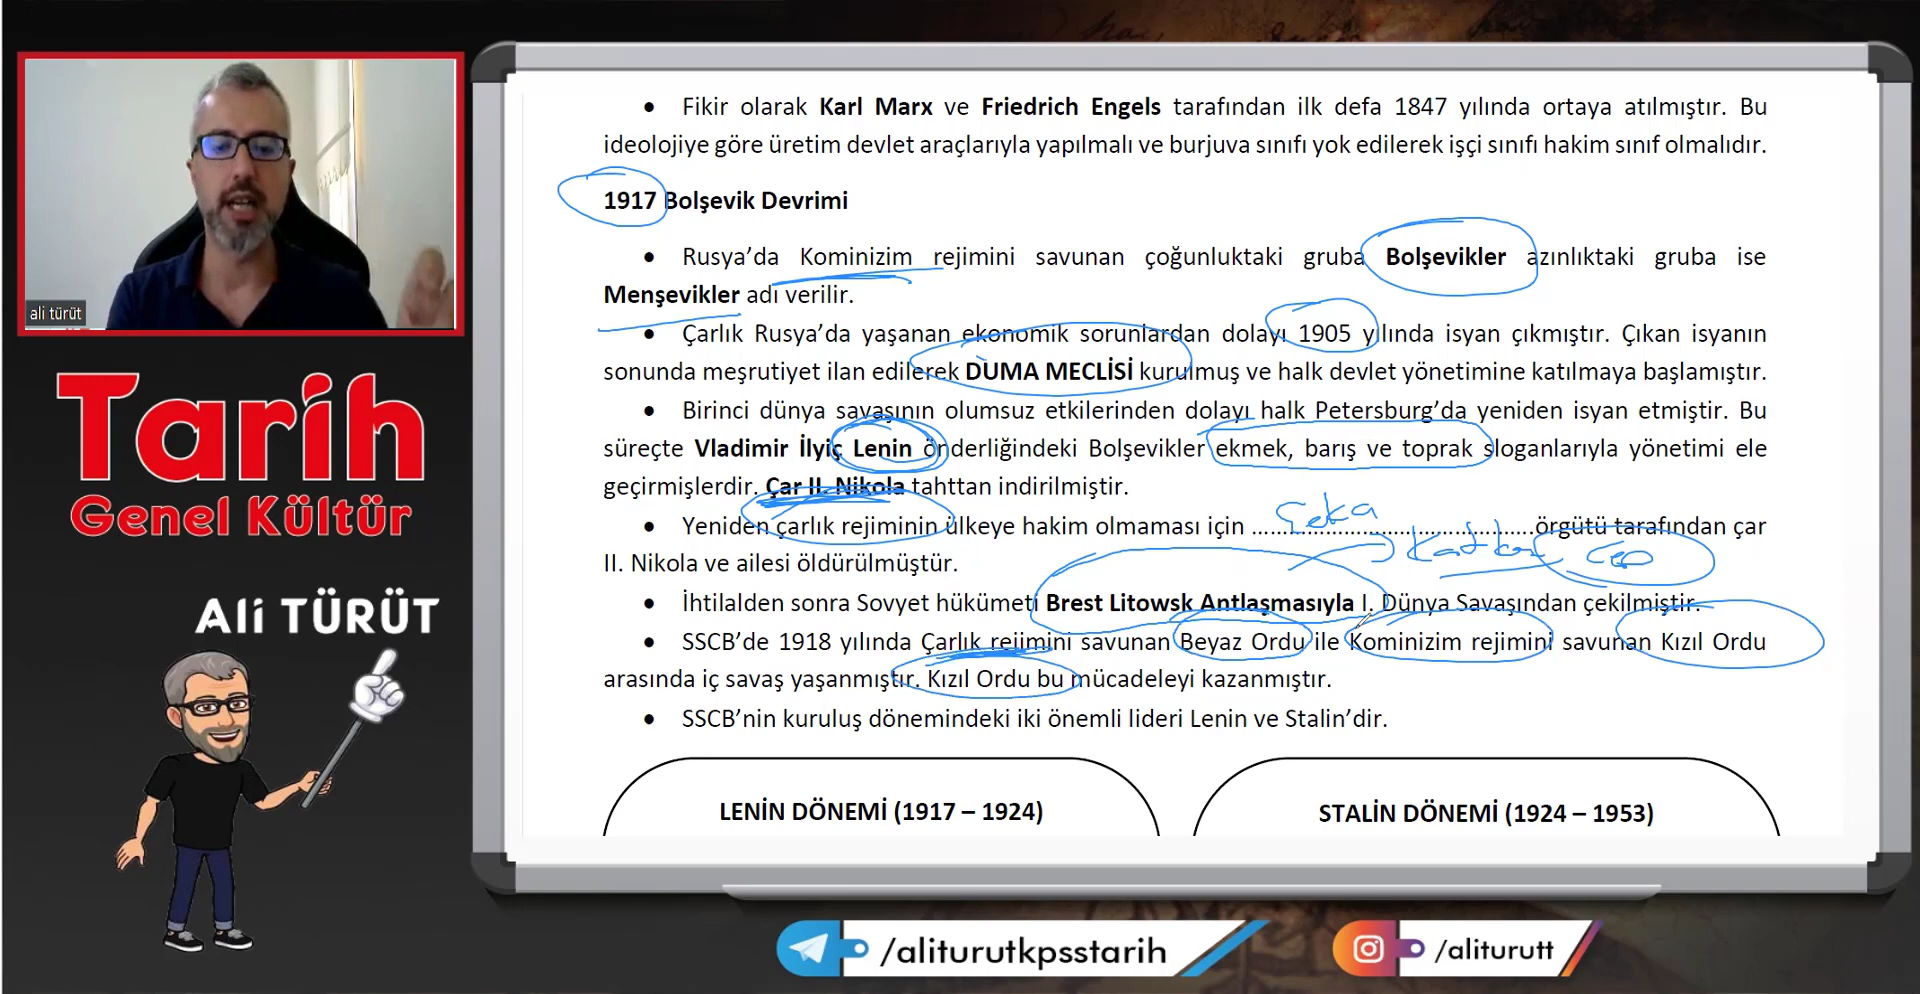 • Fikir olarak Karl Marx ve Friedrich Engels tarafından ilk defa 1847 yılında ortaya atılmıştır. Bu
ideolojiye göre üretim devlet araçlarıyla yapılmalı ve burjuva sınıfı yok edilerek işçi sınıfı hakim sınıf olmalıdır.
1917 Bolşevik Devrimi
• Rusya’da Kominizim rejimini savunan çoğunluktaki gruba Bolşevikler azınlıktaki gruba ise
Menşevikler adı verilir.
• Çarlık Rusya’da yaşanan ekonomik sorunlardan dolayı 1905 yılında isyan çıkmıştır. Çıkan isyanın
sonunda meşrutiyet ilan edilerek DUMA MECLİSİ kurulmuş ve halk devlet yönetimine katılmaya başlamıştır.
• Birinci dünya savaşının olumsuz etkilerinden dolayı halk Petersburg’da yeniden isyan etmiştir. Bu
süreçte Vladimir İlyiç Lenin önderliğindeki Bolşevikler ekmek, barış ve toprak sloganlarıyla yönetimi ele
geçirmişlerdir. Çar II. Nikola tahttan indirilmiştir.
Çeka
• Yeniden çarlık rejiminin ülkeye hakim olmaması için ........................................örgütü tarafından çar
II. Nikola ve ailesi öldürülmüştür.
• İhtilalden sonra Sovyet hükümeti Brest Litowsk Antlaşmasıyla I. Dünya Savaşından çekilmiştir.
• SSCB’de 1918 yılında Çarlık rejimini savunan Beyaz Ordu ile Kominizim rejimini savunan Kızıl Ordu
arasında iç savaş yaşanmıştır. Kızıl Ordu bu mücadeleyi kazanmıştır.
• SSCB’nin kuruluş dönemindeki iki önemli lideri Lenin ve Stalin’dir.
LENİN DÖNEMİ (1917 – 1924)
STALİN DÖNEMİ (1924 – 1953)
ali türüt
Tarih
Genel Kültür
Ali TÜRÜT
/aliturutkpsstarih
/aliturutt